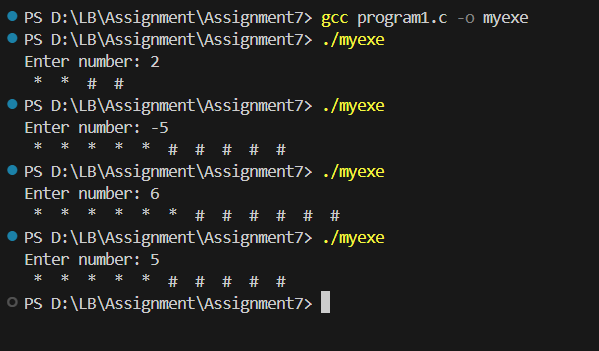 PS D:\LB\Assignment\Assignment7> gcc program1.c -o myexe
PS D:\LB\Assignment\Assignment7> ./myexe
Enter number: 2
 *  *  #  #
PS D:\LB\Assignment\Assignment7> ./myexe
Enter number: -5
 *  *  *  *  *  #  #  #  #  #
PS D:\LB\Assignment\Assignment7> ./myexe
Enter number: 6
 *  *  *  *  *  *  #  #  #  #  #  #
PS D:\LB\Assignment\Assignment7> ./myexe
Enter number: 5
 *  *  *  *  *  #  #  #  #  #
PS D:\LB\Assignment\Assignment7>